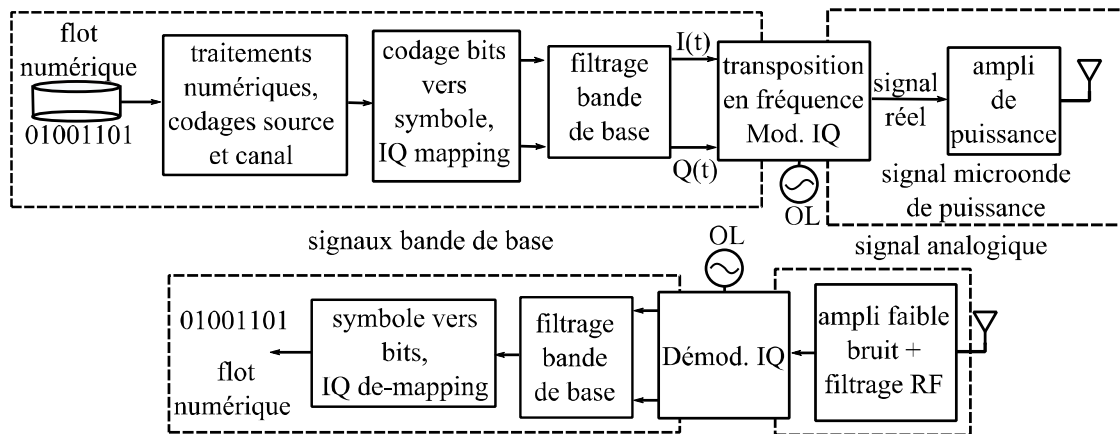 flot
numérique
01001101
traitements
numériques,
codages source
et canal
codage bits
vers
symbole,
IQ mapping
filtrage
bande
de base
I(t)
Q(t)
transposition
en fréquence
Mod. IQ
OL
signal
réel
ampli
de
puissance
signal microonde
de puissance
signaux bande de base
signal analogique
OL
01001101
flot
numérique
symbole vers
bits,
IQ de-mapping
filtrage
bande
de base
Démod. IQ
ampli faible
bruit +
filtrage RF